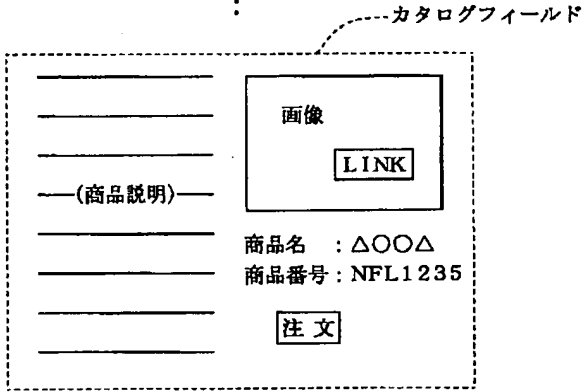 カタログフィールド
画像
LINK
(商品説明)
商品名 :△○○△
商品番号:NFL1235
注文